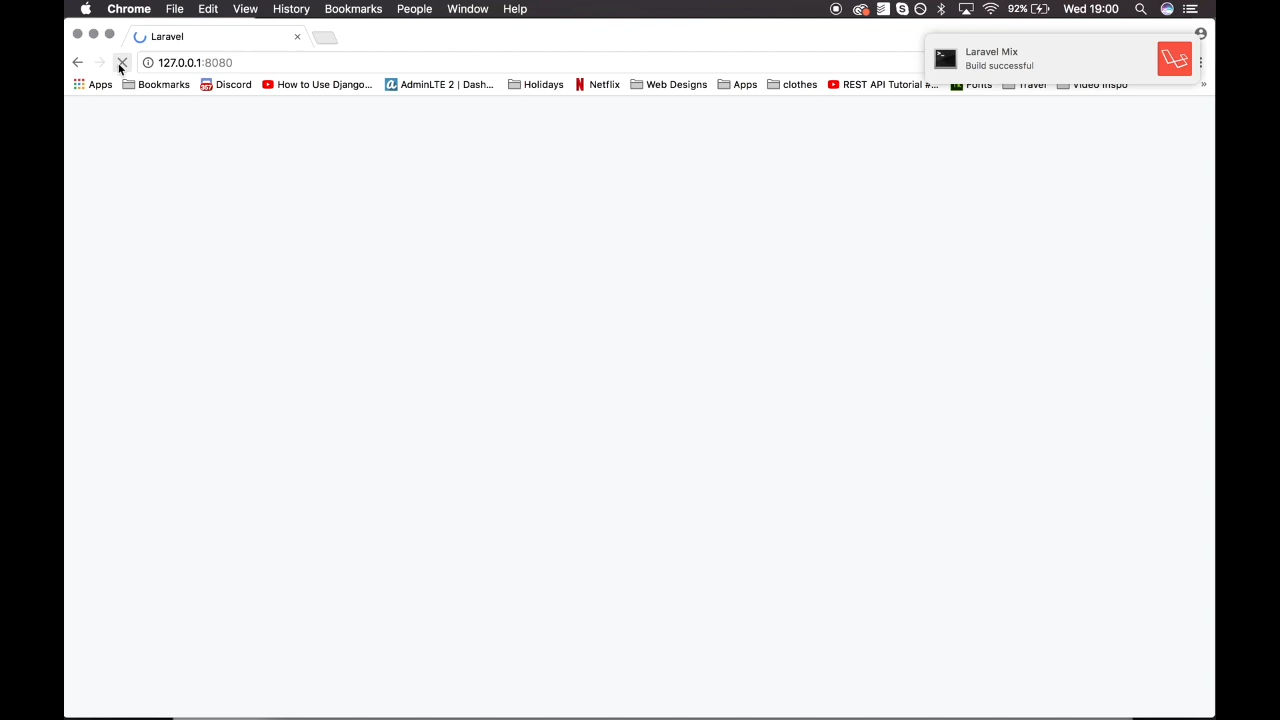 Chrome File Edit View History Bookmarks People Window Help 92% Wed 19:00
Laravel
127.0.0.1:8080
Laravel Mix
Build successful
Apps Bookmarks Discord How to Use Django... AdminLTE 2 | Dash... Holidays Netflix Web Designs Apps clothes REST API Tutorial #... Fonts Travel Video Inspo »